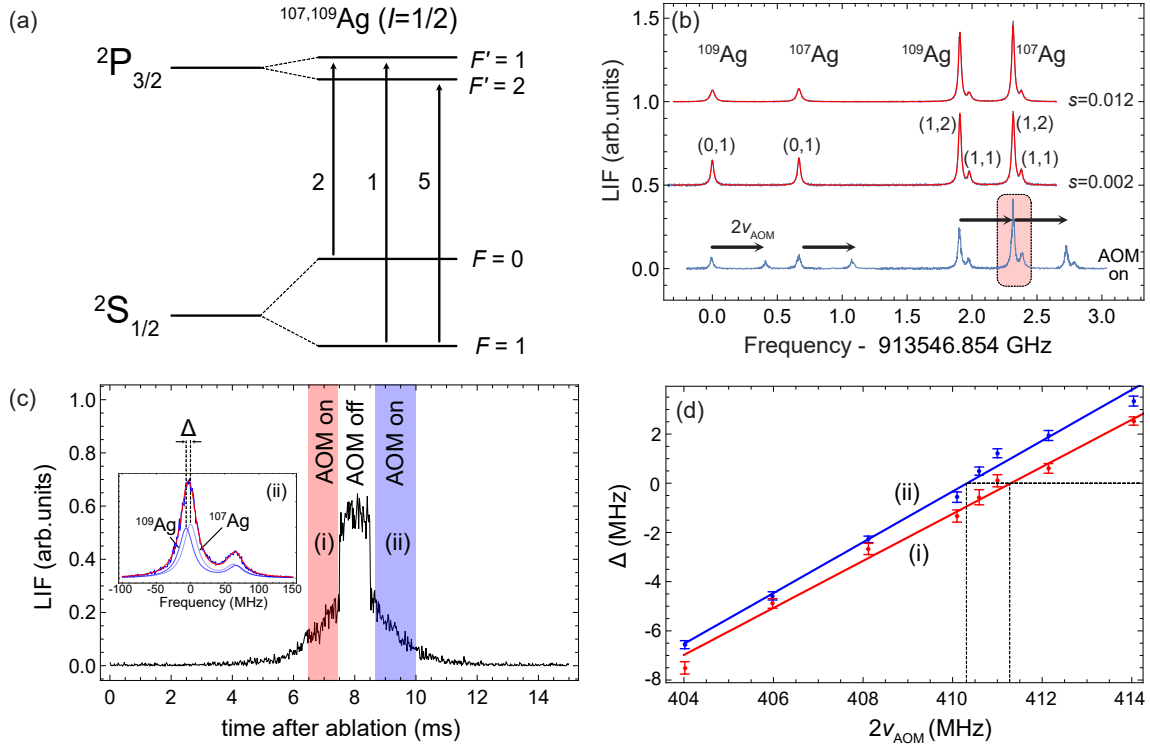 (a)
107,109Ag (I=1/2)
2P3/2
F' = 1
F' = 2
2 1 5
F = 0
2S1/2
F = 1
(b)
LIF (arb.units)
1.5
1.0
0.5
0.0
109Ag 107Ag 109Ag 107Ag
s=0.012
(0,1) (0,1) (1,2) (1,1) (1,2) (1,1)
s=0.002
2νAOM
AOM on
0.0 0.5 1.0 1.5 2.0 2.5 3.0
Frequency - 913546.854 GHz
(c)
LIF (arb.units)
1.0
0.8
0.6
0.4
0.2
0.0
AOM on
AOM off
AOM on
(i)
(ii)
Δ
(ii)
109Ag
107Ag
-100 -50 0 50 100 150
Frequency (MHz)
0 2 4 6 8 10 12 14
time after ablation (ms)
(d)
Δ (MHz)
2
0
-2
-4
-6
-8
(ii)
(i)
404 406 408 410 412 414
2νAOM (MHz)